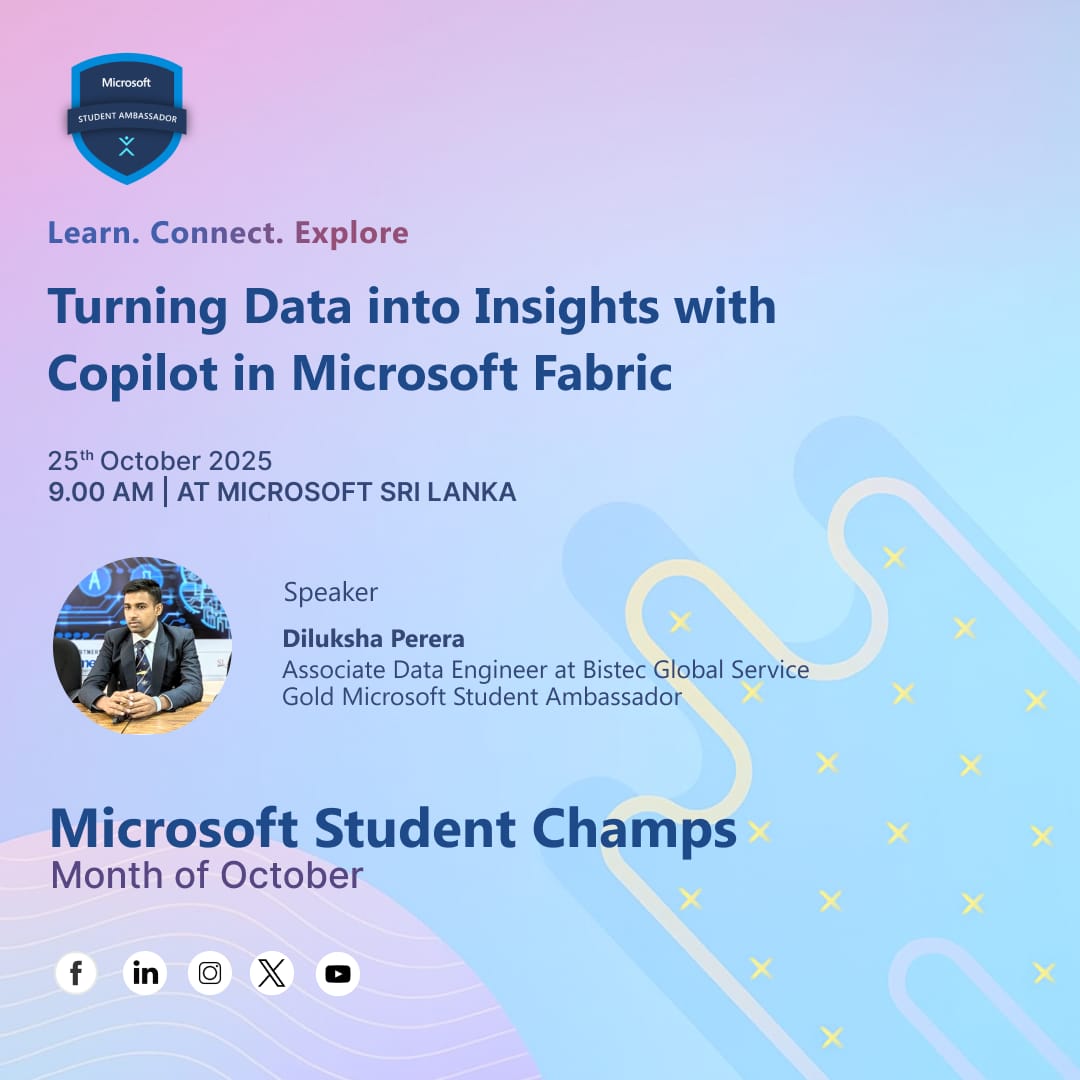 Microsoft
STUDENT AMBASSADOR
Learn. Connect. Explore
Turning Data into Insights with
Copilot in Microsoft Fabric
25th October 2025
9.00 AM | AT MICROSOFT SRI LANKA
Speaker
Diluksha Perera
Associate Data Engineer at Bistec Global Service
Gold Microsoft Student Ambassador
Microsoft Student Champs
Month of October